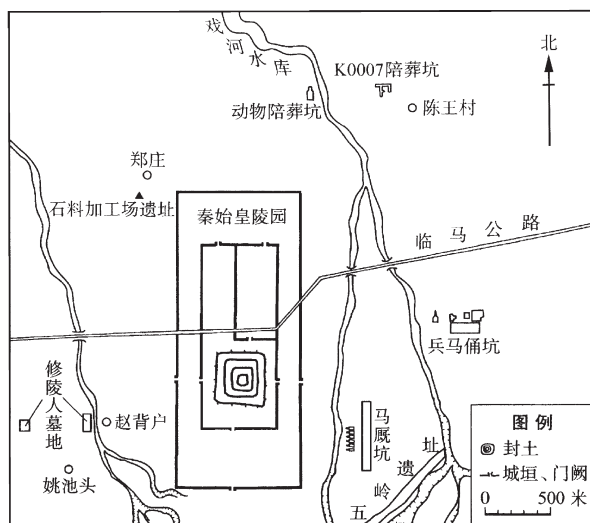 戏河水库
K0007陪葬坑
北
动物陪葬坑
陈王村
郑庄
石料加工场遗址
秦始皇陵园
临马公路
兵马俑坑
修陵人墓地
赵背户
马厩坑
姚池头
五岭遗址
图例
封土
城垣、门阙
0 500 米